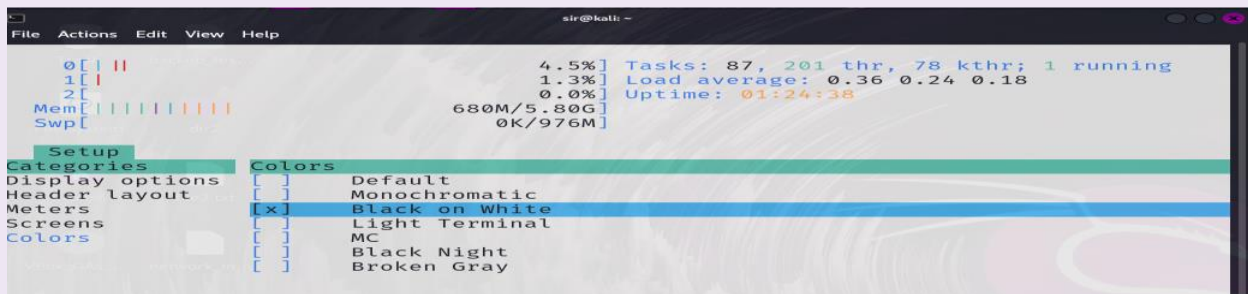 sir@kali: ~
File Actions Edit View Help
0[| || 4.5%] Tasks: 87, 201 thr, 78 kthr; 1 running
1[| 1.3%] Load average: 0.36 0.24 0.18
2[ 0.0%] Uptime: 01:24:38
Mem[||||||||||| 680M/5.80G]
Swp[ 0K/976M]
Setup
Categories Colors
Display options [ ] Default
Header layout [ ] Monochromatic
Meters [x] Black on White
Screens [ ] Light Terminal
Colors [ ] MC
[ ] Black Night
[ ] Broken Gray